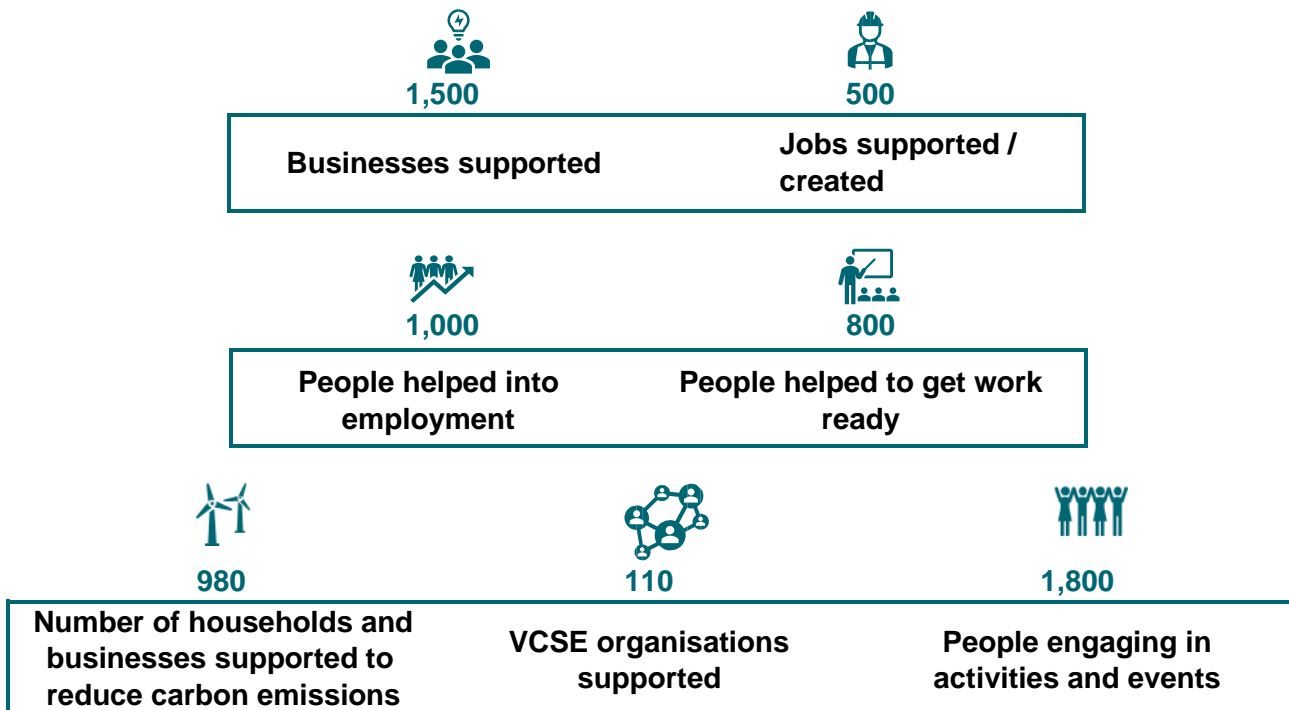 1,500
500
Businesses supported
Jobs supported /
created
1,000
800
People helped into
employment
People helped to get work
ready
980
110
1,800
Number of households and
businesses supported to
reduce carbon emissions
VCSE organisations
supported
People engaging in
activities and events